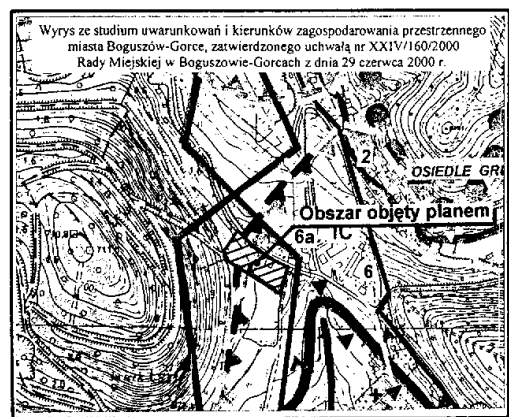 Wyrys ze studium uwarunkowań i kierunków zagospodarowania przestrzennego
miasta Boguszów-Gorce, zatwierdzonego uchwałą nr XXIV/160/2000
Rady Miejskiej w Boguszowie-Gorcach z dnia 29 czerwca 2000 r.
2
OSIEDLE GR
Obszar objęty planem
6a
IC
6